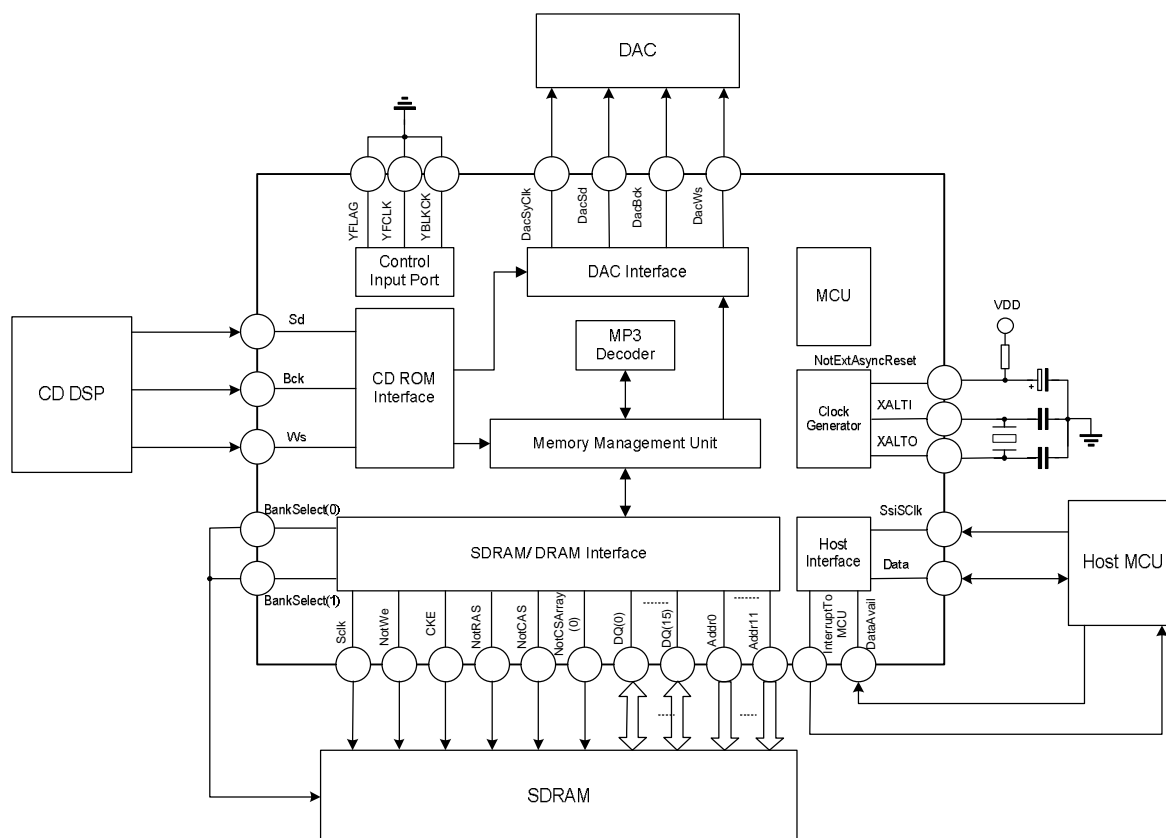 DAC
YFLAG
YFCLK
YBLKCK
DacSyClk
DacSd
DacBck
DacWs
Control
Input Port
DAC Interface
MCU
VDD
CD DSP
Sd
Bck
Ws
CD ROM
Interface
MP3
Decoder
Memory Management Unit
NotExtAsyncReset
XALTI
XALTO
Clock
Generator
+
BankSelect(0)
BankSelect(1)
SDRAM/ DRAM Interface
Host
Interface
SsiSClk
Data
Host MCU
Sclk
NotWe
CKE
NotRAS
NotCAS
NotCSArray
(0)
DQ(0)
DQ(15)
Addr0
Addr11
InterruptTo
MCU
DataAvail
SDRAM